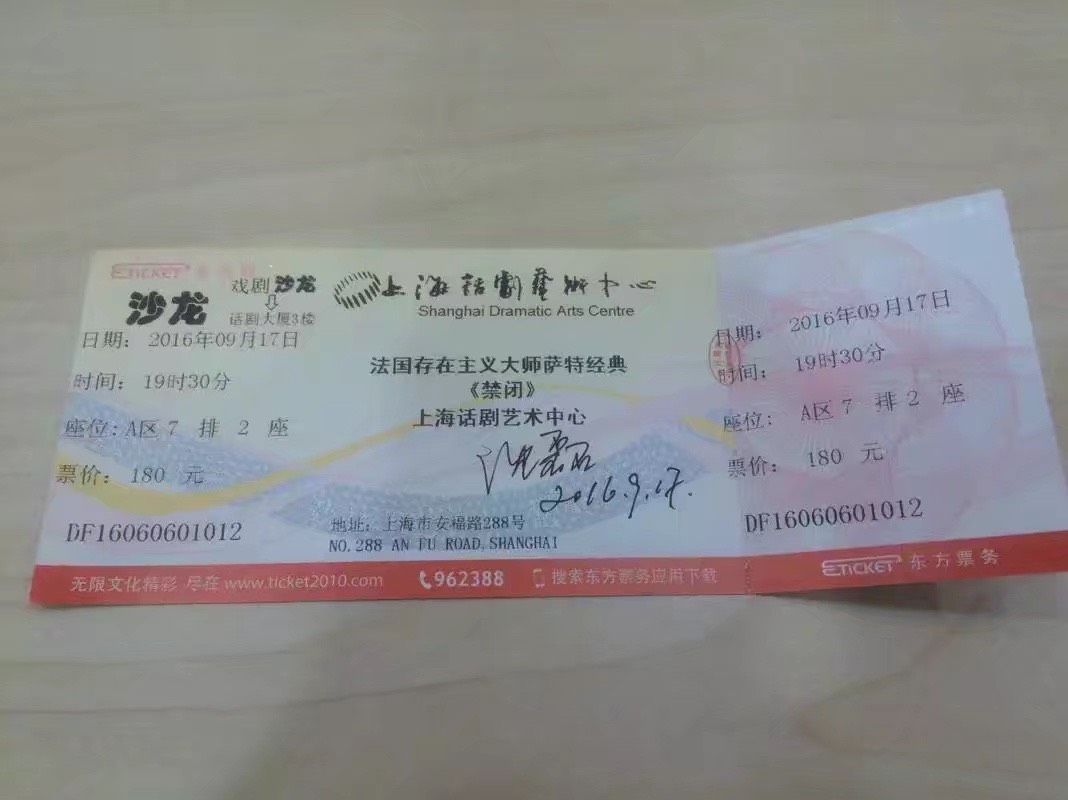 ETICKET
沙龙
戏剧沙龙
⇩
话剧大厦3楼
日期： 2016年09月17日
时间： 19时30分
座位: A区 7 排 2 座
票价： 180 元
DF16060601012
上海話劇藝術中心
Shanghai Dramatic Arts Centre
法国存在主义大师萨特经典
《禁闭》
上海话剧艺术中心
2016.9.17.
地址：上海市安福路288号
NO.288 AN FU ROAD,SHANGHAI
日期： 2016年09月17日
时间： 19时30分
座位: A区 7 排 2 座
票价： 180 元
DF16060601012
无限文化精彩 尽在 www.ticket2010.com 962388 搜索东方票务应用下载
ETICKET 东方票务